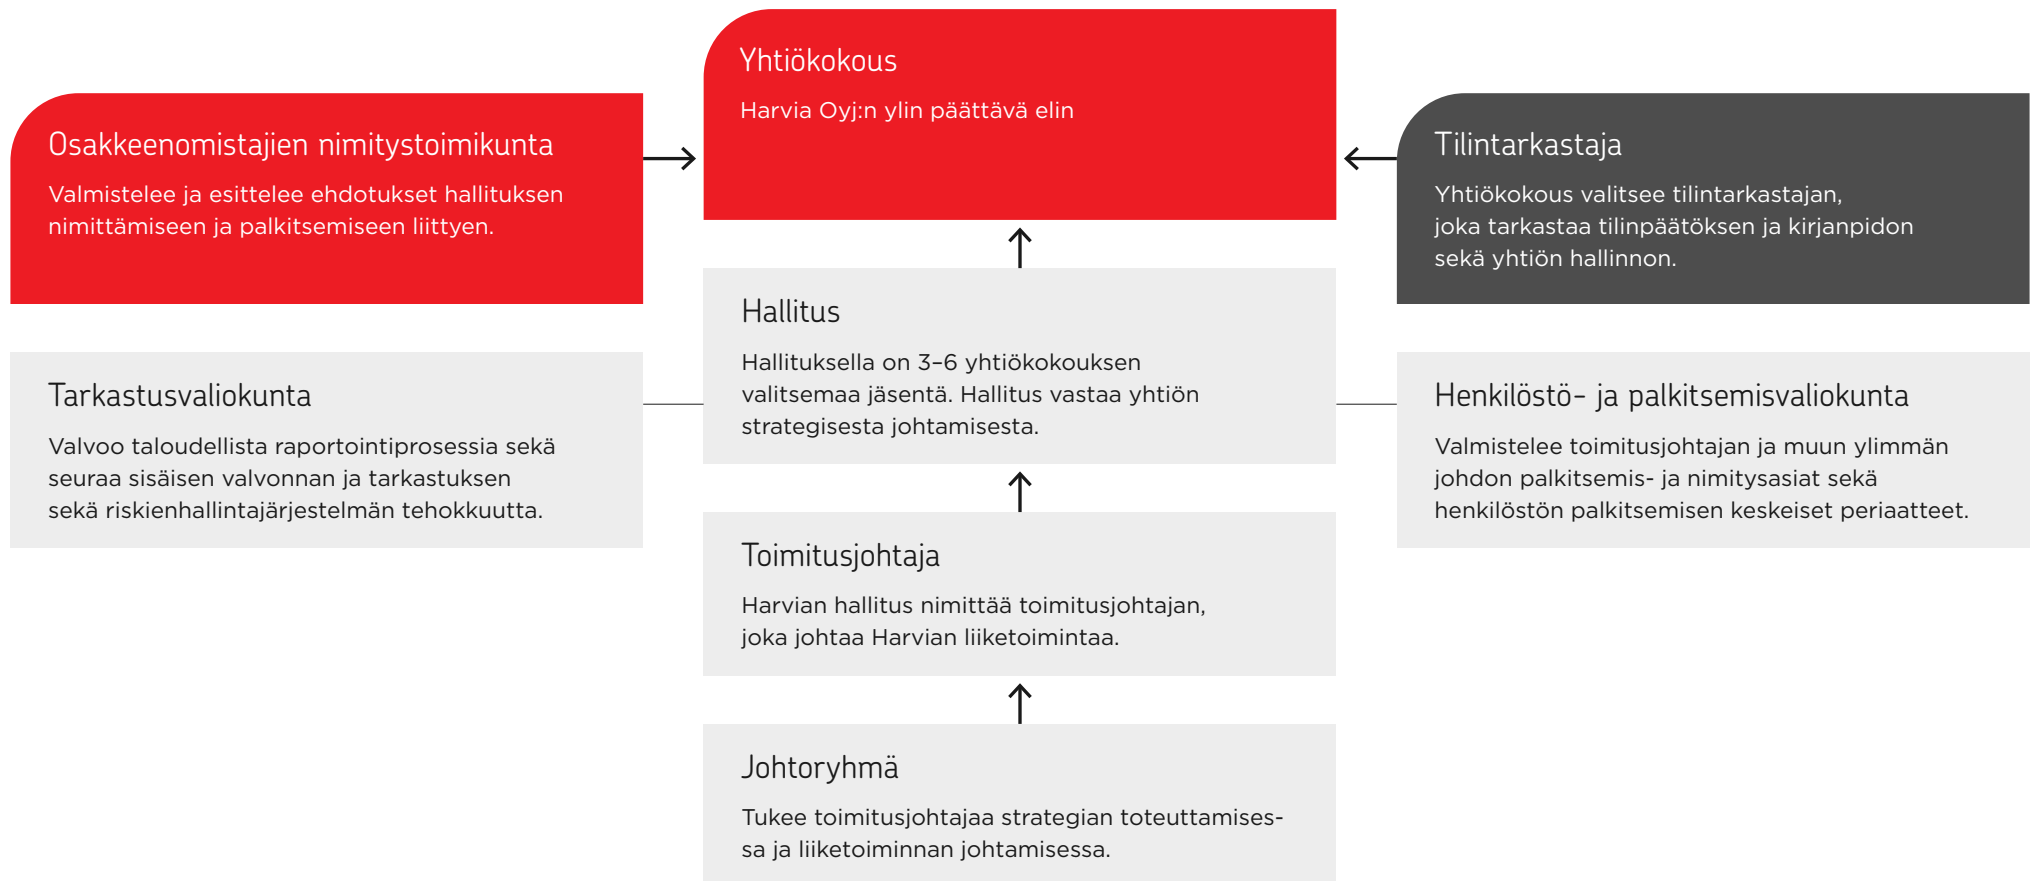 Yhtiökokous
Harvia Oyj:n ylin päättävä elin
Osakkeenomistajien nimitystoimikunta
Valmistelee ja esittelee ehdotukset hallituksen
nimittämiseen ja palkitsemiseen liittyen.
Tilintarkastaja
Yhtiökokous valitsee tilintarkastajan,
joka tarkastaa tilinpäätöksen ja kirjanpidon
sekä yhtiön hallinnon.
Hallitus
Hallituksella on 3–6 yhtiökokouksen
valitsemaa jäsentä. Hallitus vastaa yhtiön
strategisesta johtamisesta.
Tarkastusvaliokunta
Valvoo taloudellista raportointiprosessia sekä
seuraa sisäisen valvonnan ja tarkastuksen
sekä riskienhallintajärjestelmän tehokkuutta.
Henkilöstö- ja palkitsemisvaliokunta
Valmistelee toimitusjohtajan ja muun ylimmän
johdon palkitsemis- ja nimitysasiat sekä
henkilöstön palkitsemisen keskeiset periaatteet.
Toimitusjohtaja
Harvian hallitus nimittää toimitusjohtajan,
joka johtaa Harvian liiketoimintaa.
Johtoryhmä
Tukee toimitusjohtajaa strategian toteuttamises-
sa ja liiketoiminnan johtamisessa.